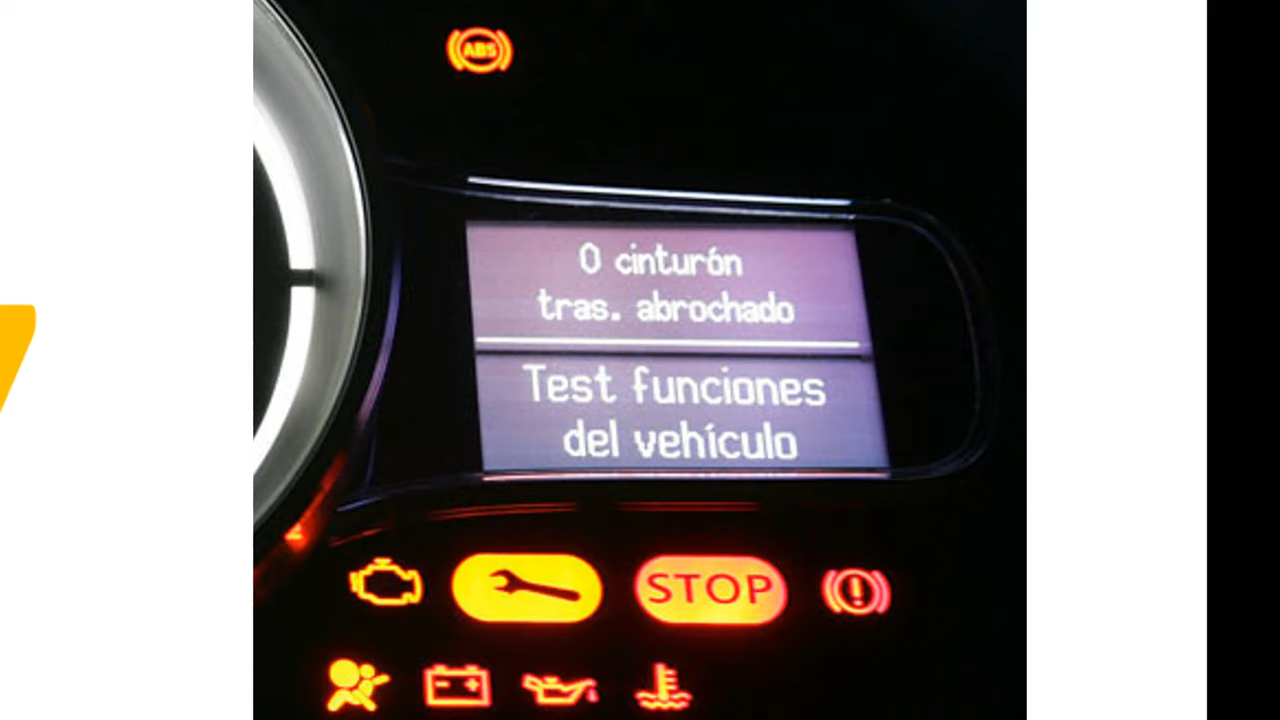 ABS
0 cinturón
tras. abrochado
Test funciones
del vehículo
STOP